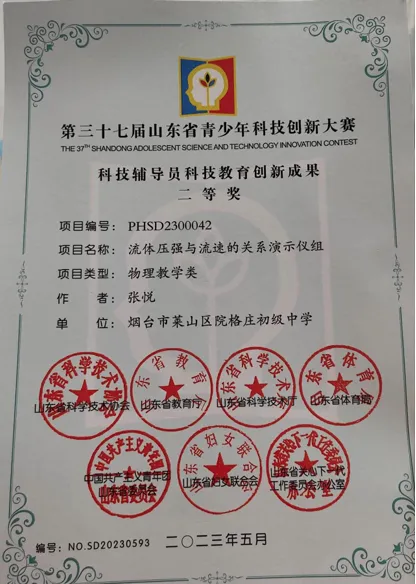 第三十七届山东省青少年科技创新大赛
THE 37TH SHANDONG ADOLESCENT SCIENCE AND TECHNOLOGY INNOVATION CONTEST
科技辅导员科技教育创新成果
二等奖
项目编号: PHSD2300042
项目名称: 流体压强与流速的关系演示仪组
项目类型: 物理教学类
作者: 张悦
单位: 烟台市莱山区院格庄初级中学
山东省科学技术协会 山东省教育厅 山东省科学技术厅 山东省体育局
中国共产主义青年团
山东省委员会
山东省妇女联合会
山东省关心下一代
工作委员会办公室
编号: NO.SD20230593 二〇二三年五月